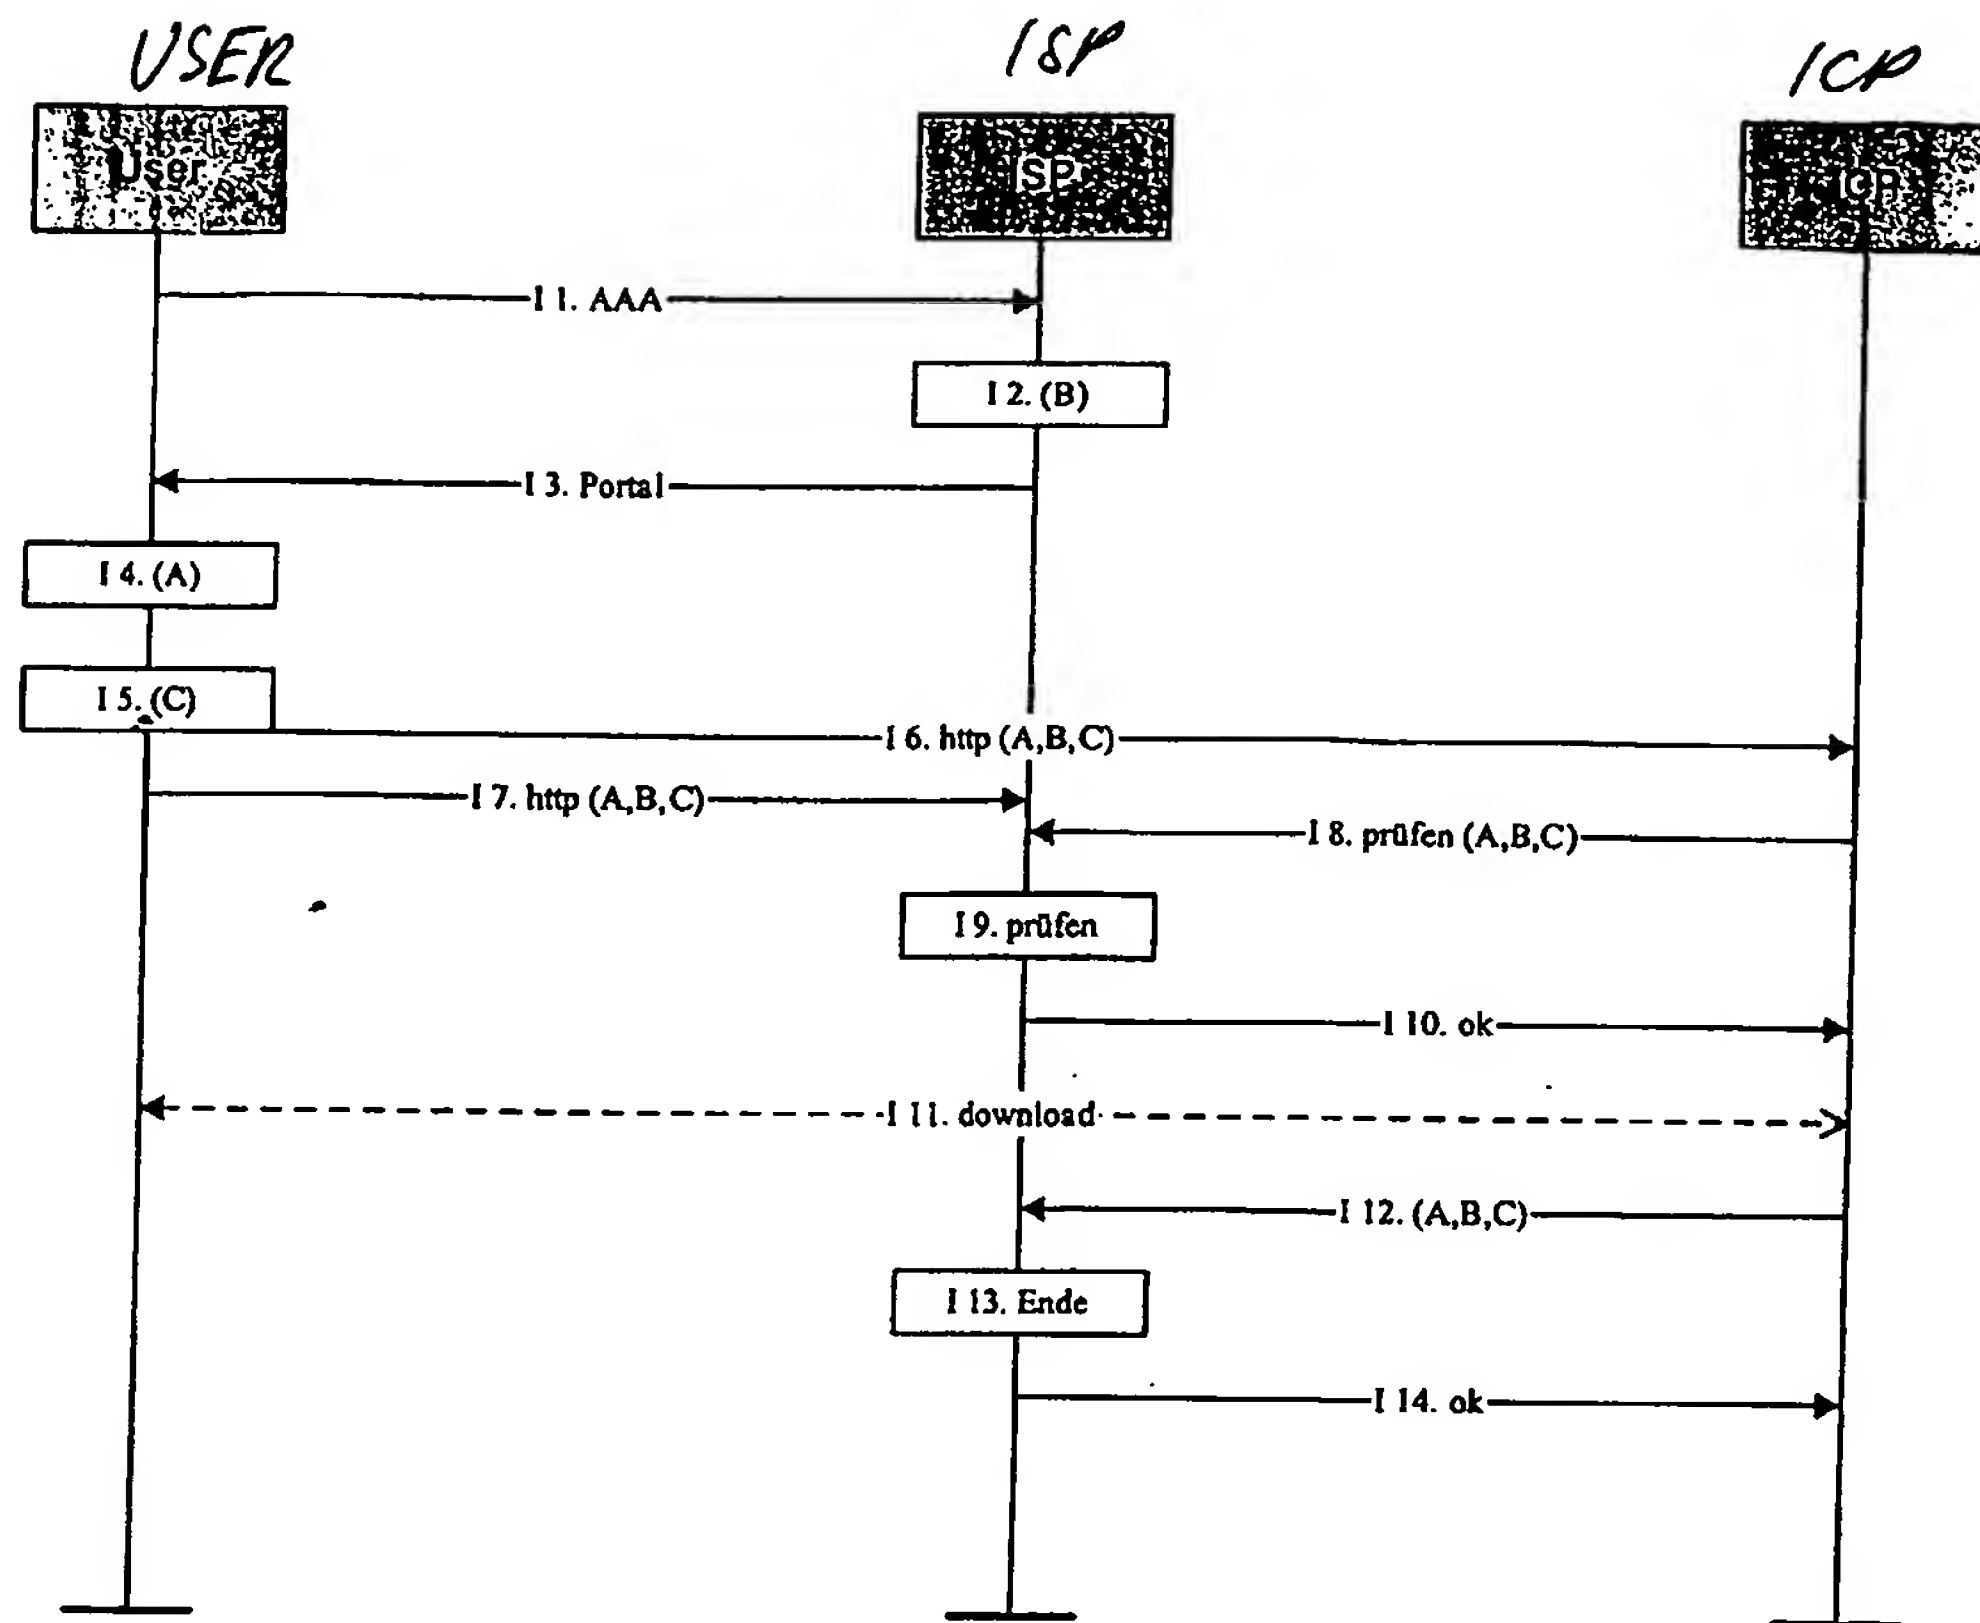 USER
ISP
ICP
User
ISP
ICP
I 1. AAA
I 2. (B)
I 3. Portal
I 4. (A)
I 5. (C)
I 6. http (A,B,C)
I 7. http (A,B,C)
I 8. prüfen (A,B,C)
I 9. prüfen
I 10. ok
I 11. download
I 12. (A,B,C)
I 13. Ende
I 14. ok